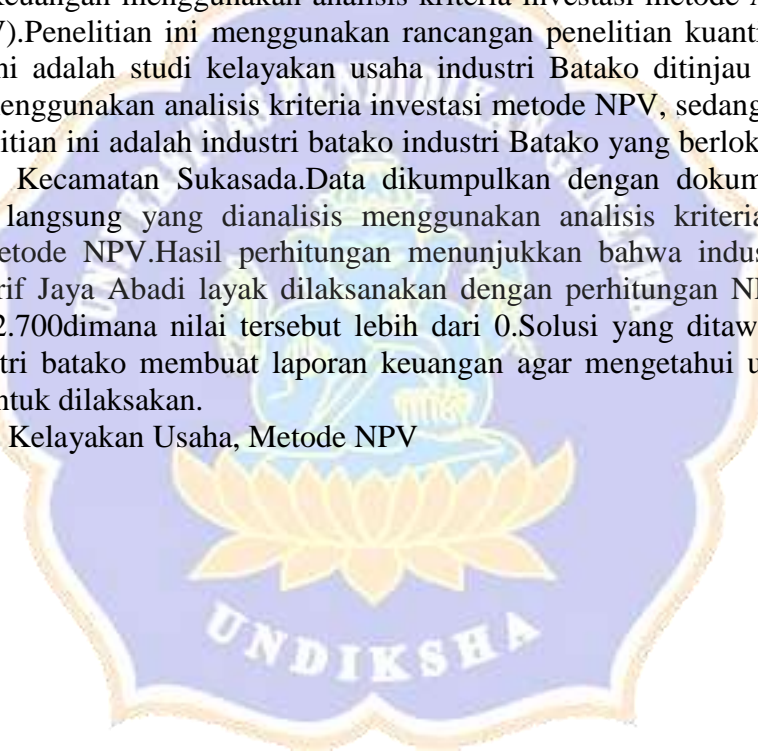 keuangan menggunakan analisis kriteria investasi metode
V).Penelitian ini menggunakan rancangan penelitian kuanti
ni adalah studi kelayakan usaha industri Batako ditinjau
enggunakan analisis kriteria investasi metode NPV, sedang
itian ini adalah industri batako industri Batako yang berlok
Kecamatan Sukasada.Data dikumpulkan dengan dokum
langsung yang dianalisis menggunakan analisis kriteria
etode NPV.Hasil perhitungan menunjukkan bahwa indus
rif Jaya Abadi layak dilaksanakan dengan perhitungan NP
2.700dimana nilai tersebut lebih dari 0.Solusi yang ditaw
tri batako membuat laporan keuangan agar mengetahui u
ntuk dilaksakan.
Kelayakan Usaha, Metode NPV
UNDIKSHA